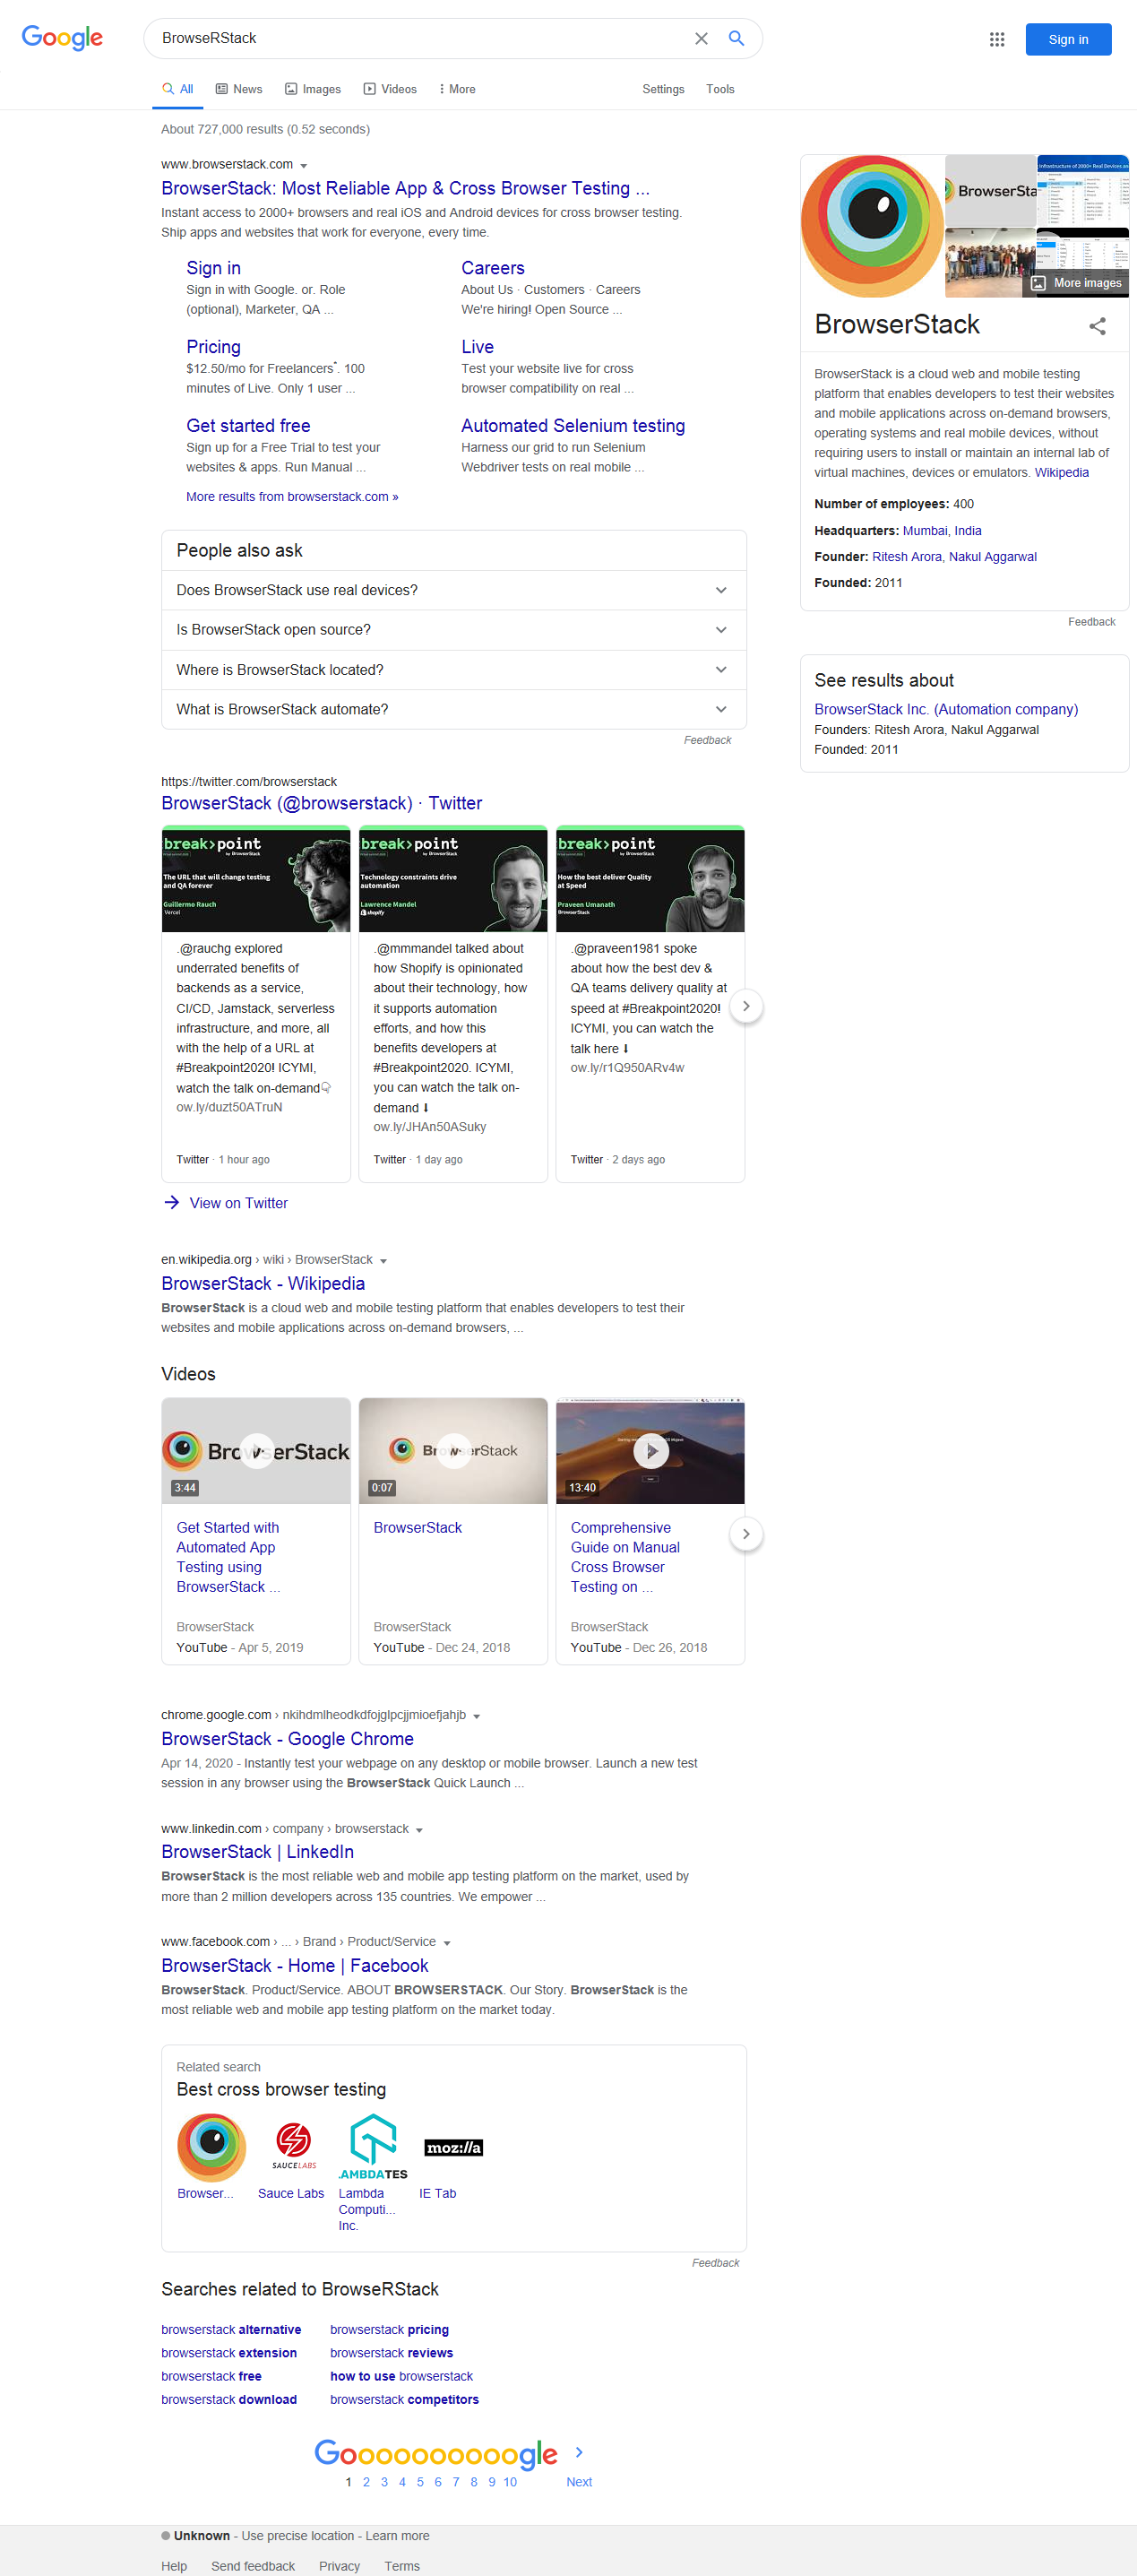 Google
BrowseRStack
Sign in
All
News
Images
Videos
More
Settings
Tools
About 727,000 results (0.52 seconds)
www.browserstack.com
BrowserStack: Most Reliable App & Cross Browser Testing ...
Instant access to 2000+ browsers and real iOS and Android devices for cross browser testing.
Ship apps and websites that work for everyone, every time.
Sign in
Sign in with Google. or. Role
(optional), Marketer, QA ...
Careers
About Us · Customers · Careers
We're hiring! Open Source ...
Pricing
$12.50/mo for Freelancers*. 100
minutes of Live. Only 1 user ...
Live
Test your website live for cross
browser compatibility on real ...
Get started free
Sign up for a Free Trial to test your
websites & apps. Run Manual ...
Automated Selenium testing
Harness our grid to run Selenium
Webdriver tests on real mobile ...
More results from browserstack.com »
People also ask
Does BrowserStack use real devices?
Is BrowserStack open source?
Where is BrowserStack located?
What is BrowserStack automate?
Feedback
https://twitter.com/browserstack
BrowserStack (@browserstack) · Twitter
break>point
by BrowserStack
The URL that will change testing
and QA forever
Guillermo Rauch
Vercel
.@rauchg explored
underrated benefits of
backends as a service,
CI/CD, Jamstack, serverless
infrastructure, and more, all
with the help of a URL at
#Breakpoint2020! ICYMI,
watch the talk on-demand👇
ow.ly/duzt50ATruN
Twitter · 1 hour ago
break>point
by BrowserStack
Technology constraints drive
automation
Lawrence Mandel
shopify
.@mmmandel talked about
how Shopify is opinionated
about their technology, how
it supports automation
efforts, and how this
benefits developers at
#Breakpoint2020. ICYMI,
you can watch the talk on-
demand ⬇
ow.ly/JHAn50ASuky
Twitter · 1 day ago
break>point
by BrowserStack
How the best deliver Quality
at Speed
Praveen Umanath
BrowserStack
.@praveen1981 spoke
about how the best dev &
QA teams delivery quality at
speed at #Breakpoint2020!
ICYMI, you can watch the
talk here ⬇
ow.ly/r1Q950ARv4w
Twitter · 2 days ago
View on Twitter
en.wikipedia.org › wiki › BrowserStack
BrowserStack - Wikipedia
BrowserStack is a cloud web and mobile testing platform that enables developers to test their
websites and mobile applications across on-demand browsers, ...
Videos
BrowserStack
3:44
Get Started with
Automated App
Testing using
BrowserStack ...
BrowserStack
YouTube - Apr 5, 2019
BrowserStack
0:07
BrowserStack
BrowserStack
YouTube - Dec 24, 2018
13:40
Comprehensive
Guide on Manual
Cross Browser
Testing on ...
BrowserStack
YouTube - Dec 26, 2018
chrome.google.com › nkihdmlheodkdfojglpcjjmioefjahjb
BrowserStack - Google Chrome
Apr 14, 2020 - Instantly test your webpage on any desktop or mobile browser. Launch a new test
session in any browser using the BrowserStack Quick Launch ...
www.linkedin.com › company › browserstack
BrowserStack | LinkedIn
BrowserStack is the most reliable web and mobile app testing platform on the market, used by
more than 2 million developers across 135 countries. We empower ...
www.facebook.com › ... › Brand › Product/Service
BrowserStack - Home | Facebook
BrowserStack. Product/Service. ABOUT BROWSERSTACK. Our Story. BrowserStack is the
most reliable web and mobile app testing platform on the market today.
Related search
Best cross browser testing
SAUCELABS
AMBDATES
moz://a
Browser...
Sauce Labs
Lambda
Computi...
Inc.
IE Tab
Feedback
Searches related to BrowseRStack
browserstack alternative
browserstack extension
browserstack free
browserstack download
browserstack pricing
browserstack reviews
how to use browserstack
browserstack competitors
Goooooooooogle
1 2 3 4 5 6 7 8 9 10 Next
Unknown - Use precise location - Learn more
Help Send feedback Privacy Terms
BrowserSta
Infrastructure of 2000+ Real Devices an
More images
BrowserStack
BrowserStack is a cloud web and mobile testing
platform that enables developers to test their websites
and mobile applications across on-demand browsers,
operating systems and real mobile devices, without
requiring users to install or maintain an internal lab of
virtual machines, devices or emulators. Wikipedia
Number of employees: 400
Headquarters: Mumbai, India
Founder: Ritesh Arora, Nakul Aggarwal
Founded: 2011
Feedback
See results about
BrowserStack Inc. (Automation company)
Founders: Ritesh Arora, Nakul Aggarwal
Founded: 2011